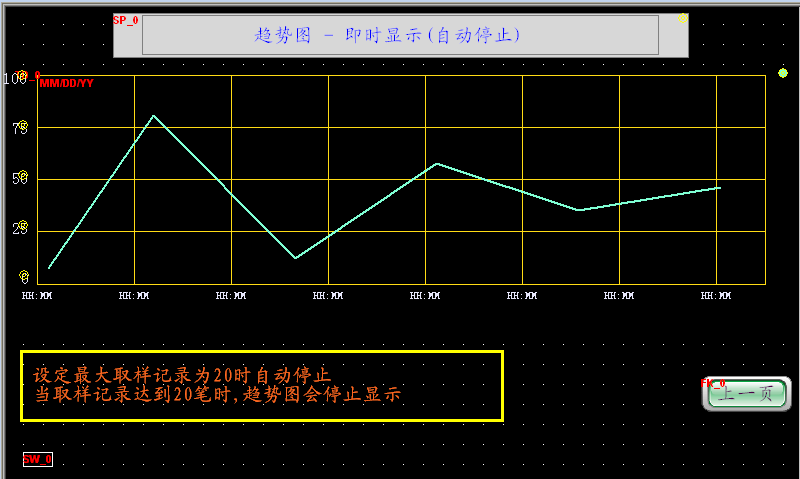 SP_0
趋势图 - 即时显示(自动停止)
100
MM/DD/YY
75
50
25
0
HH:MM HH:MM HH:MM HH:MM HH:MM HH:MM HH:MM HH:MM
设定最大取样记录为20时自动停止
当取样记录达到20笔时,趋势图会停止显示
FK_0
上一页
SW_0